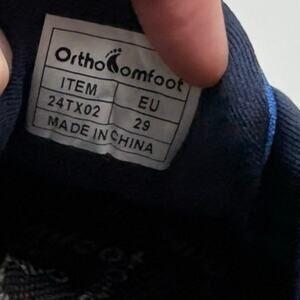 OrthoComfoot
ITEM EU
24TX02 29
MADE IN CHINA